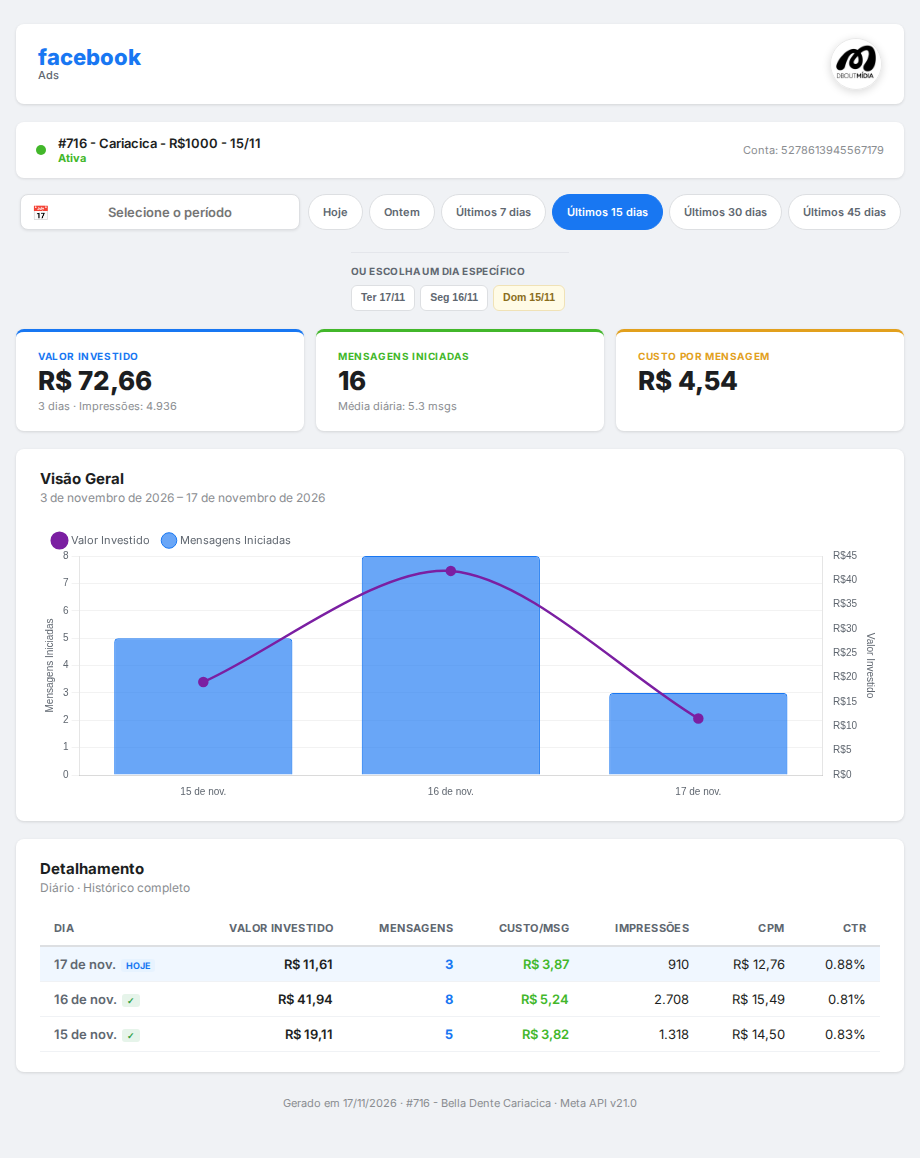 facebook
Ads
DBOUTMÍDIA
#716 - Cariacica - R$1000 - 15/11
Ativa
Conta: 5278613945567179
Selecione o período
Hoje
Ontem
Últimos 7 dias
Últimos 15 dias
Últimos 30 dias
Últimos 45 dias
OU ESCOLHA UM DIA ESPECÍFICO
Ter 17/11
Seg 16/11
Dom 15/11
VALOR INVESTIDO
R$ 72,66
3 dias · Impressões: 4.936
MENSAGENS INICIADAS
16
Média diária: 5.3 msgs
CUSTO POR MENSAGEM
R$ 4,54
Visão Geral
3 de novembro de 2026 – 17 de novembro de 2026
Valor Investido
Mensagens Iniciadas
8
7
6
5
4
3
2
1
0
Mensagens Iniciadas
R$45
R$40
R$35
R$30
R$25
R$20
R$15
R$10
R$5
R$0
Valor Investido
15 de nov.
16 de nov.
17 de nov.
Detalhamento
Diário · Histórico completo
DIA VALOR INVESTIDO MENSAGENS CUSTO/MSG IMPRESSÕES CPM CTR
17 de nov. HOJE R$ 11,61 3 R$ 3,87 910 R$ 12,76 0.88%
16 de nov. ✓ R$ 41,94 8 R$ 5,24 2.708 R$ 15,49 0.81%
15 de nov. ✓ R$ 19,11 5 R$ 3,82 1.318 R$ 14,50 0.83%
Gerado em 17/11/2026 · #716 - Bella Dente Cariacica · Meta API v21.0